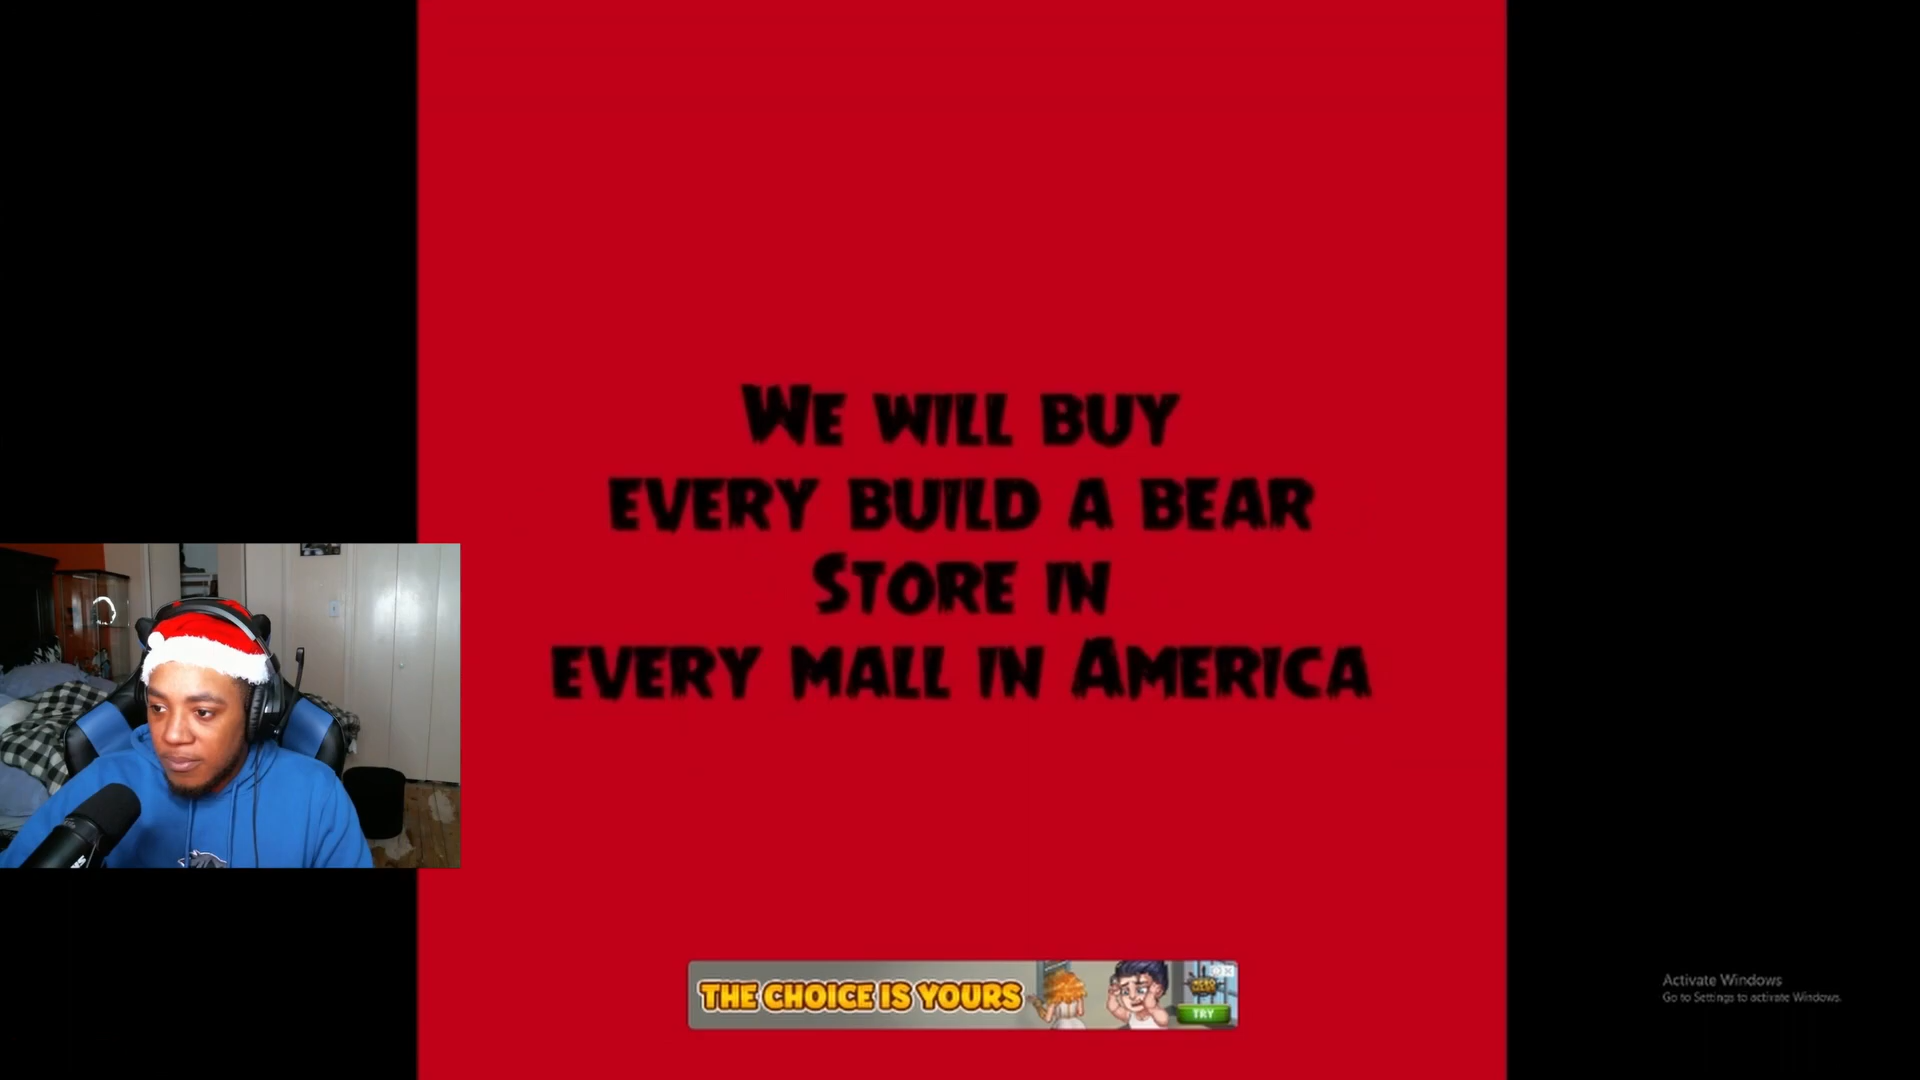 We will buy
every build a bear
Store in
every mall in America
THE CHOICE IS YOURS
TRY
Activate Windows
Go to Settings to activate Windows.